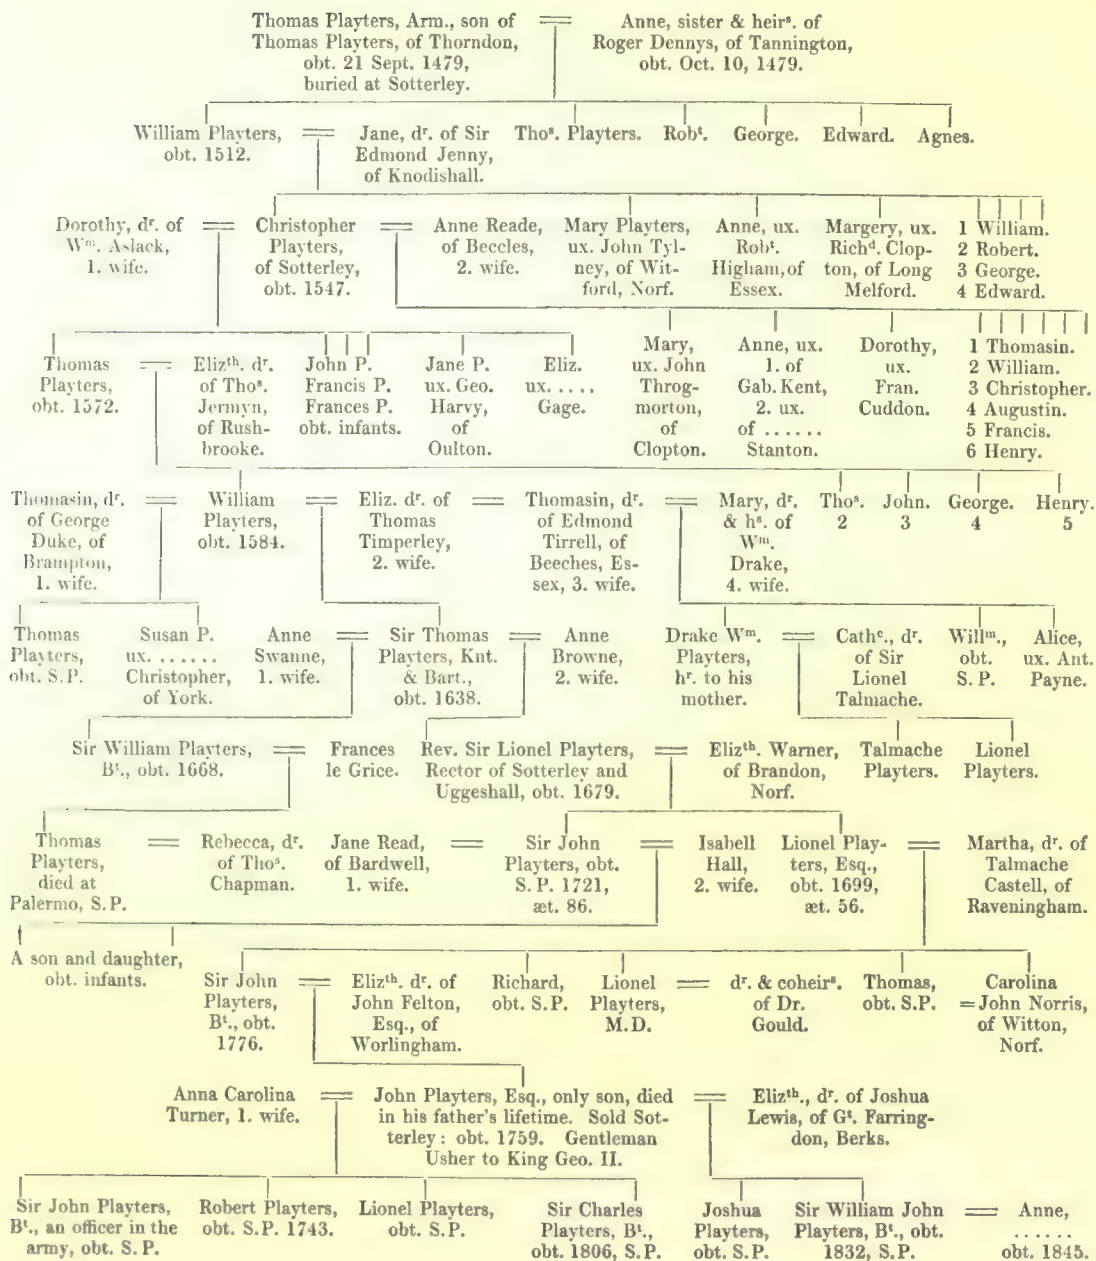 Thomas Playters, Arm., son of
Thomas Playters, of Thorndon,
obt. 21 Sept. 1479,
buried at Sotterley.
Anne, sister & heirˢ. of
Roger Dennys, of Tannington,
obt. Oct. 10, 1479.
William Playters,
obt. 1512.
Jane, dʳ. of Sir
Edmond Jenny,
of Knodishall.
Thoˢ. Playters.
Robᵗ.
George.
Edward.
Agnes.
Dorothy, dʳ. of
Wᵐ. Aslack,
1. wife.
Christopher
Playters,
of Sotterley,
obt. 1547.
Anne Reade,
of Beccles,
2. wife.
Mary Playters,
ux. John Tyl-
ney, of Wit-
ford, Norf.
Anne, ux.
Robᵗ.
Higham, of
Essex.
Margery, ux.
Richᵈ. Clop-
ton, of Long
Melford.
1 William.
2 Robert.
3 George.
4 Edward.
Thomas
Playters,
obt. 1572.
Elizᵗʰ. dʳ.
of Thoˢ.
Jermyn,
of Rush-
brooke.
John P.
Francis P.
Frances P.
obt. infants.
Jane P.
ux. Geo.
Harvy,
of
Oulton.
Eliz.
ux. ....
Gage.
Mary,
ux. John
Throg-
morton,
of
Clopton.
Anne, ux.
1. of
Gab. Kent,
2. ux.
of ......
Stanton.
Dorothy,
ux.
Fran.
Cuddon.
1 Thomasin.
2 William.
3 Christopher.
4 Augustin.
5 Francis.
6 Henry.
Thomasin, dʳ.
of George
Duke, of
Brampton,
1. wife.
William
Playters,
obt. 1584.
Eliz. dʳ. of
Thomas
Timperley,
2. wife.
Thomasin, dʳ.
of Edmond
Tirrell, of
Beeches, Es-
sex, 3. wife.
Mary, dʳ.
& hˢ. of
Wᵐ.
Drake,
4. wife.
Thoˢ.
2
John.
3
George.
4
Henry.
5
Thomas
Playters,
obt. S.P.
Susan P.
ux. ......
Christopher,
of York.
Anne
Swanne,
1. wife.
Sir Thomas
Playters, Knt.
& Bart.,
obt. 1638.
Anne
Browne,
2. wife.
Drake Wᵐ.
Playters,
hʳ. to his
mother.
Cathᵉ., dʳ.
of Sir
Lionel
Talmache.
Willᵐ.,
obt.
S. P.
Alice,
ux. Ant.
Payne.
Sir William Playters,
Bᵗ., obt. 1668.
Frances
le Grice.
Rev. Sir Lionel Playters,
Rector of Sotterley and
Uggeshall, obt. 1679.
Elizᵗʰ. Warner,
of Brandon,
Norf.
Talmache
Playters.
Lionel
Playters.
Thomas
Playters,
died at
Palermo, S.P.
Rebecca, dʳ.
of Thoˢ.
Chapman.
Jane Read,
of Bardwell,
1. wife.
Sir John
Playters, obt.
S. P. 1721,
æt. 86.
Isabell
Hall,
2. wife.
Lionel Play-
ters, Esq.,
obt. 1699,
æt. 56.
Martha, dʳ. of
Talmache
Castell, of
Raveningham.
A son and daughter,
obt. infants.
Sir John
Playters,
Bᵗ., obt.
1776.
Elizᵗʰ. dʳ. of
John Felton,
Esq., of
Worlingham.
Richard,
obt. S.P.
Lionel
Playters,
M.D.
dʳ. & coheirˢ.
of Dr.
Gould.
Thomas,
obt. S.P.
Carolina
=John Norris,
of Witton,
Norf.
Anna Carolina
Turner, 1. wife.
John Playters, Esq., only son, died
in his father's lifetime. Sold Sot-
terley: obt. 1759. Gentleman
Usher to King Geo. II.
Elizᵗʰ., dʳ. of Joshua
Lewis, of Gᵗ. Farring-
don, Berks.
Sir John Playters,
Bᵗ., an officer in the
army, obt. S. P.
Robert Playters,
obt. S.P. 1743.
Lionel Playters,
obt. S.P.
Sir Charles
Playters, Bᵗ.,
obt. 1806, S.P.
Joshua
Playters,
obt. S.P.
Sir William John
Playters, Bᵗ., obt.
1832, S.P.
Anne,
......
obt. 1845.